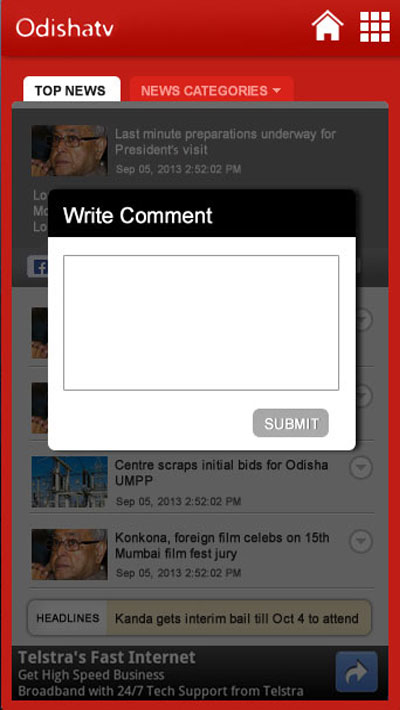 Odishatv
TOP NEWS
NEWS CATEGORIES
Last minute preparations underway for
President's visit
Sep 05, 2013 2:52:02 PM
Lo
Mo
Lo
Write Comment
SUBMIT
Centre scraps initial bids for Odisha
UMPP
Sep 05, 2013 2:52:02 PM
Konkona, foreign film celebs on 15th
Mumbai film fest jury
Sep 05, 2013 2:52:02 PM
HEADLINES Kanda gets interim bail till Oct 4 to attend
Telstra's Fast Internet
Get High Speed Business
Broadband with 24/7 Tech Support from Telstra